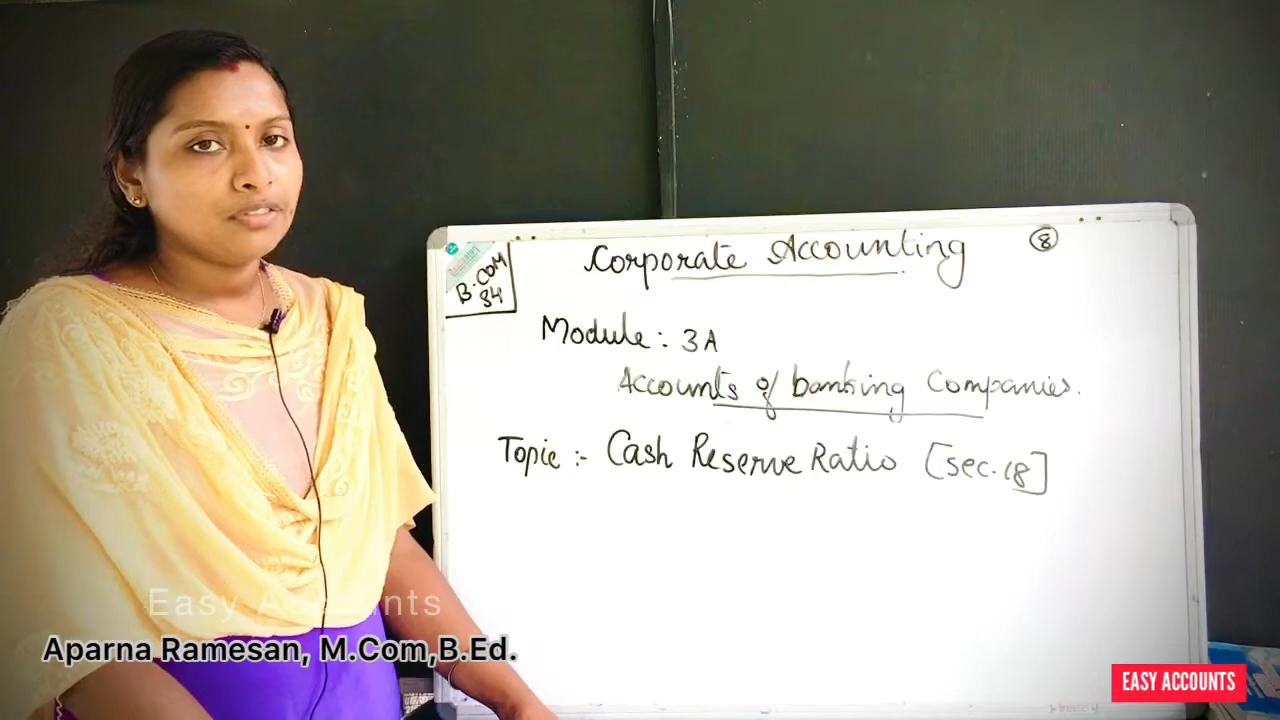 Corporate Accounting
8
B.COM
S4
Module : 3A
Accounts of banking Companies.
Topic :- Cash Reserve Ratio [sec. 18]
Easy Accounts
Aparna Ramesan, M.Com,B.Ed.
EASY ACCOUNTS